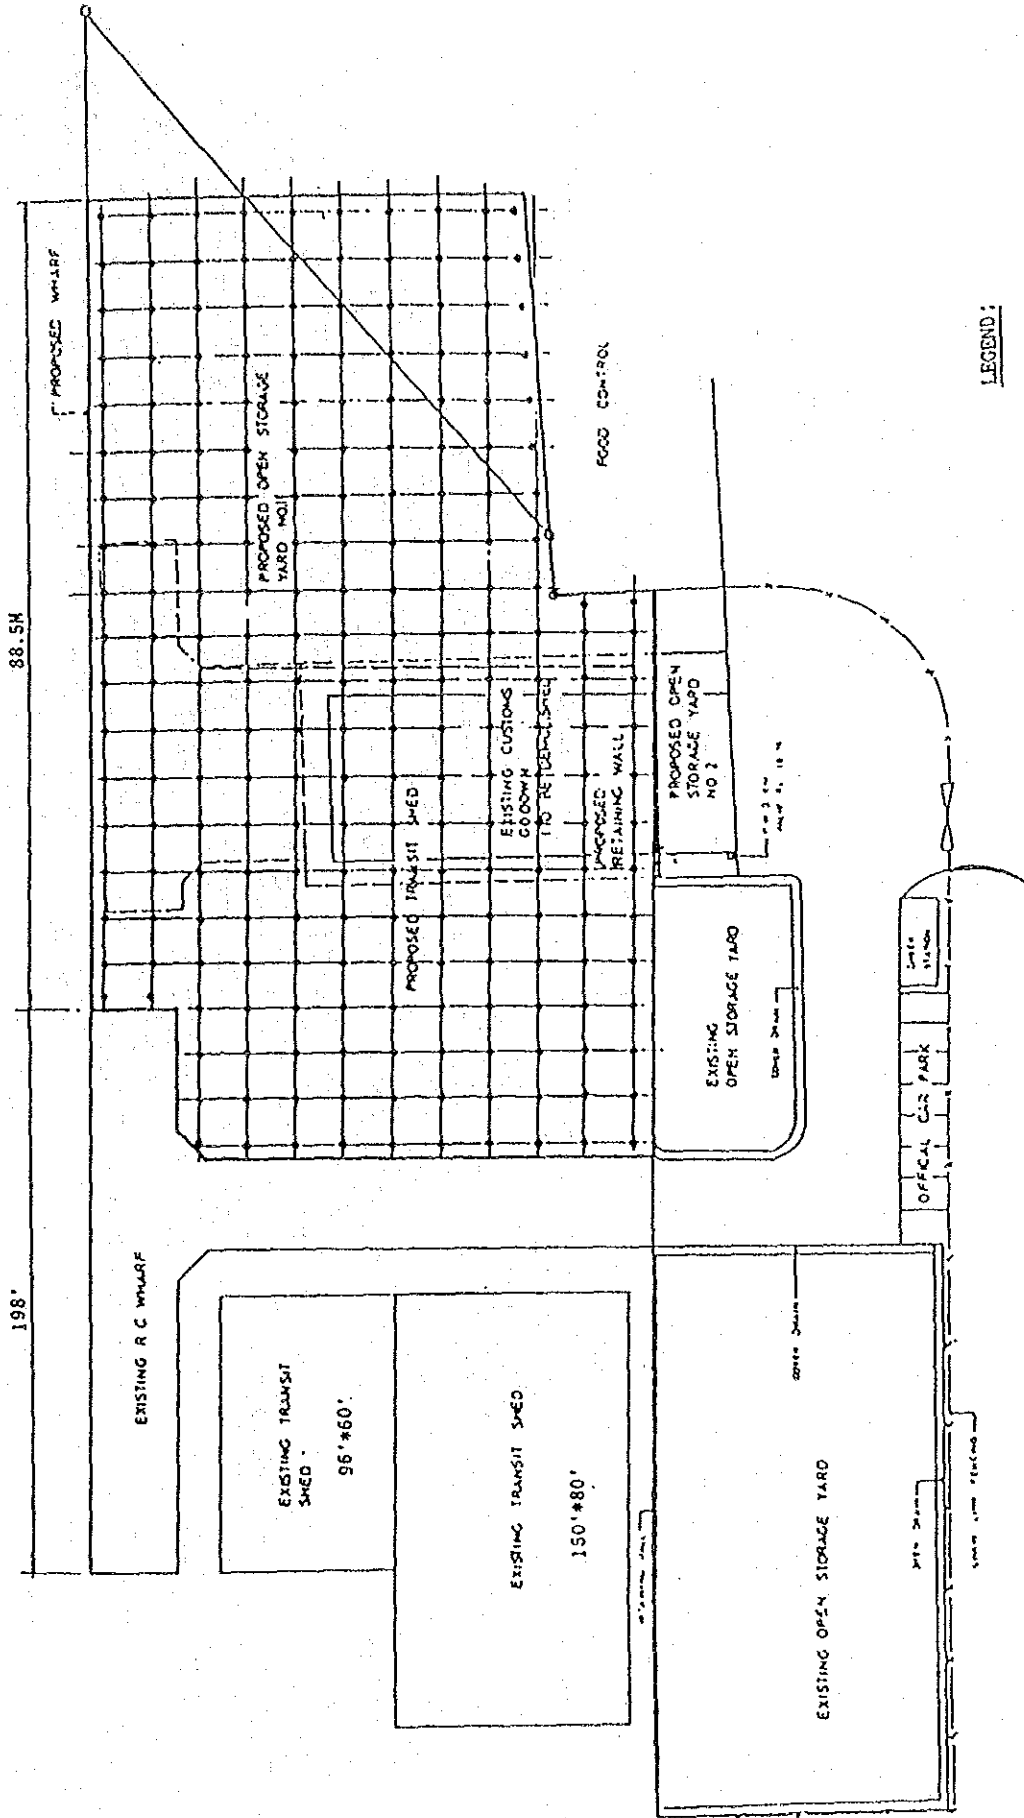 198'
88.5M
PROPOSED WHARF
EXISTING R C WHARF
PROPOSED OPEN STORAGE
YARD NO.1
EXISTING TRANSIT
SHED
96'*60'
PROPOSED TRANSIT SHED
EXISTING CUSTOMS
GODOWN
EXISTING TRANSIT SHED
150'*80'
PROPOSED
RETAINING WALL
FOOD CONTROL
PROPOSED OPEN
STORAGE YARD
NO 2
EXISTING
OPEN STORAGE YARD
EXISTING OPEN STORAGE YARD
OFFICAL CAR PARK
LEGEND: